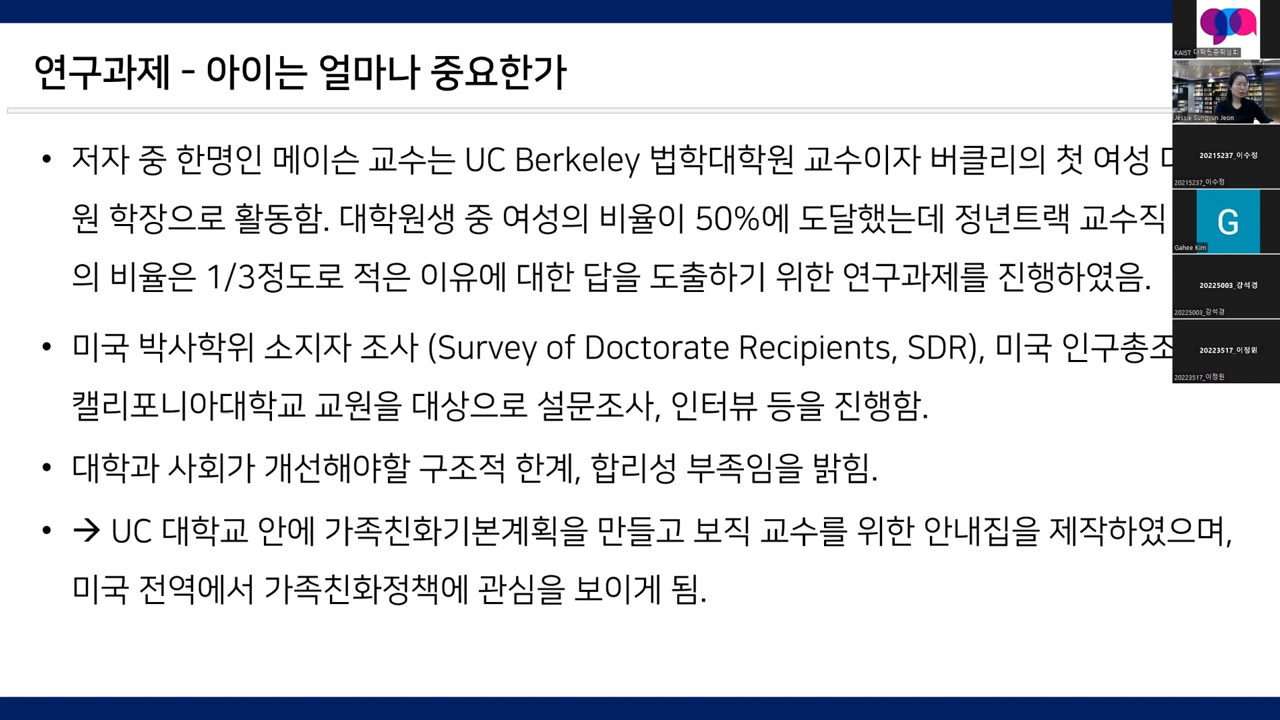 연구과제 – 아이는 얼마나 중요한가
• 저자 중 한명인 메이슨 교수는 UC Berkeley 법학대학원 교수이자 버클리의 첫 여성
원 학장으로 활동함. 대학원생 중 여성의 비율이 50%에 도달했는데 정년트랙 교수직
의 비율은 1/3정도로 적은 이유에 대한 답을 도출하기 위한 연구과제를 진행하였음.
• 미국 박사학위 소지자 조사 (Survey of Doctorate Recipients, SDR), 미국 인구총조
캘리포니아대학교 교원을 대상으로 설문조사, 인터뷰 등을 진행함.
• 대학과 사회가 개선해야할 구조적 한계, 합리성 부족임을 밝힘.
• → UC 대학교 안에 가족친화기본계획을 만들고 보직 교수를 위한 안내집을 제작하였으며,
미국 전역에서 가족친화정책에 관심을 보이게 됨.
KAIST 대학원총학생회
Jessie Sungyun Jeon
20215237_이수정
20215237_이수정
G
Gahee Kim
20225003_강석경
20225003_강석경
20223517_이정원
20223517_이정원